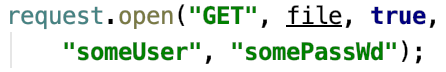 request.open("GET", file, true,
"someUser", "somePassWd");